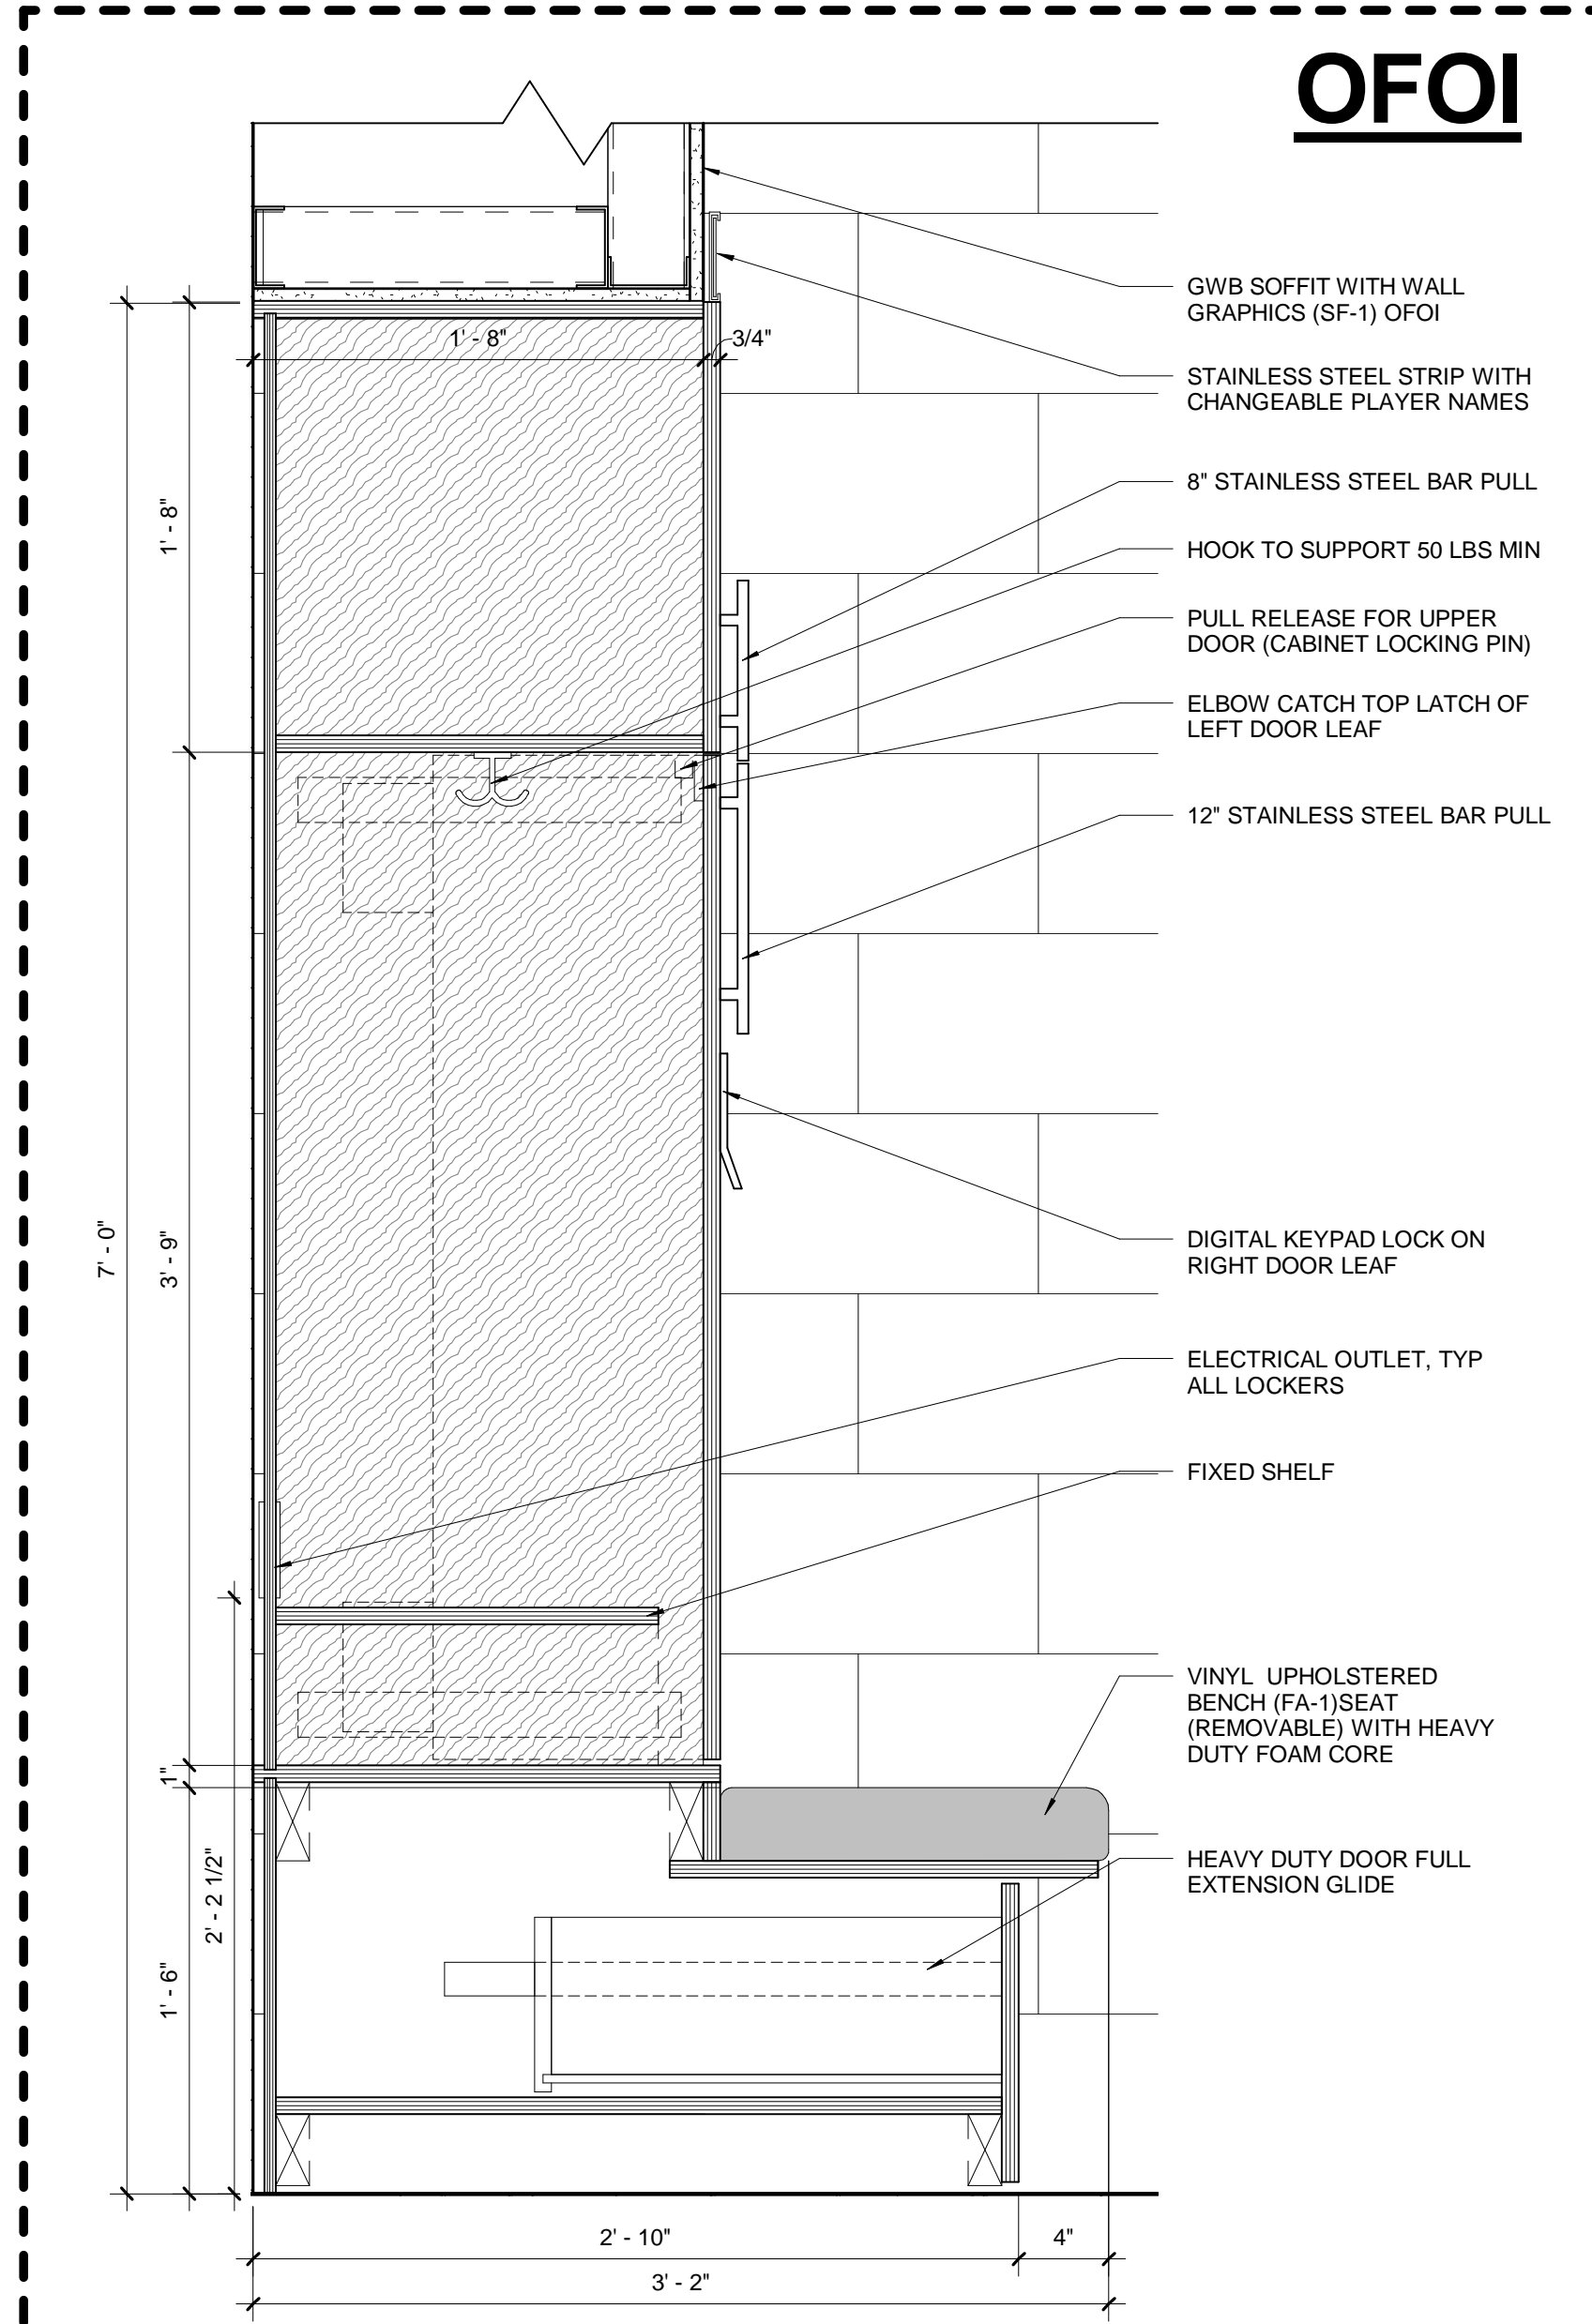 OFOI
GWB SOFFIT WITH WALL
GRAPHICS (SF-1) OFOI
STAINLESS STEEL STRIP WITH
CHANGEABLE PLAYER NAMES
8" STAINLESS STEEL BAR PULL
HOOK TO SUPPORT 50 LBS MIN
PULL RELEASE FOR UPPER
DOOR (CABINET LOCKING PIN)
ELBOW CATCH TOP LATCH OF
LEFT DOOR LEAF
12" STAINLESS STEEL BAR PULL
DIGITAL KEYPAD LOCK ON
RIGHT DOOR LEAF
ELECTRICAL OUTLET, TYP
ALL LOCKERS
FIXED SHELF
VINYL UPHOLSTERED
BENCH (FA-1)SEAT
(REMOVABLE) WITH HEAVY
DUTY FOAM CORE
HEAVY DUTY DOOR FULL
EXTENSION GLIDE
1' - 8"
3/4"
1' - 8"
7' - 0"
3' - 9"
1"
2' - 2 1/2"
1' - 6"
2' - 10"
4"
3' - 2"